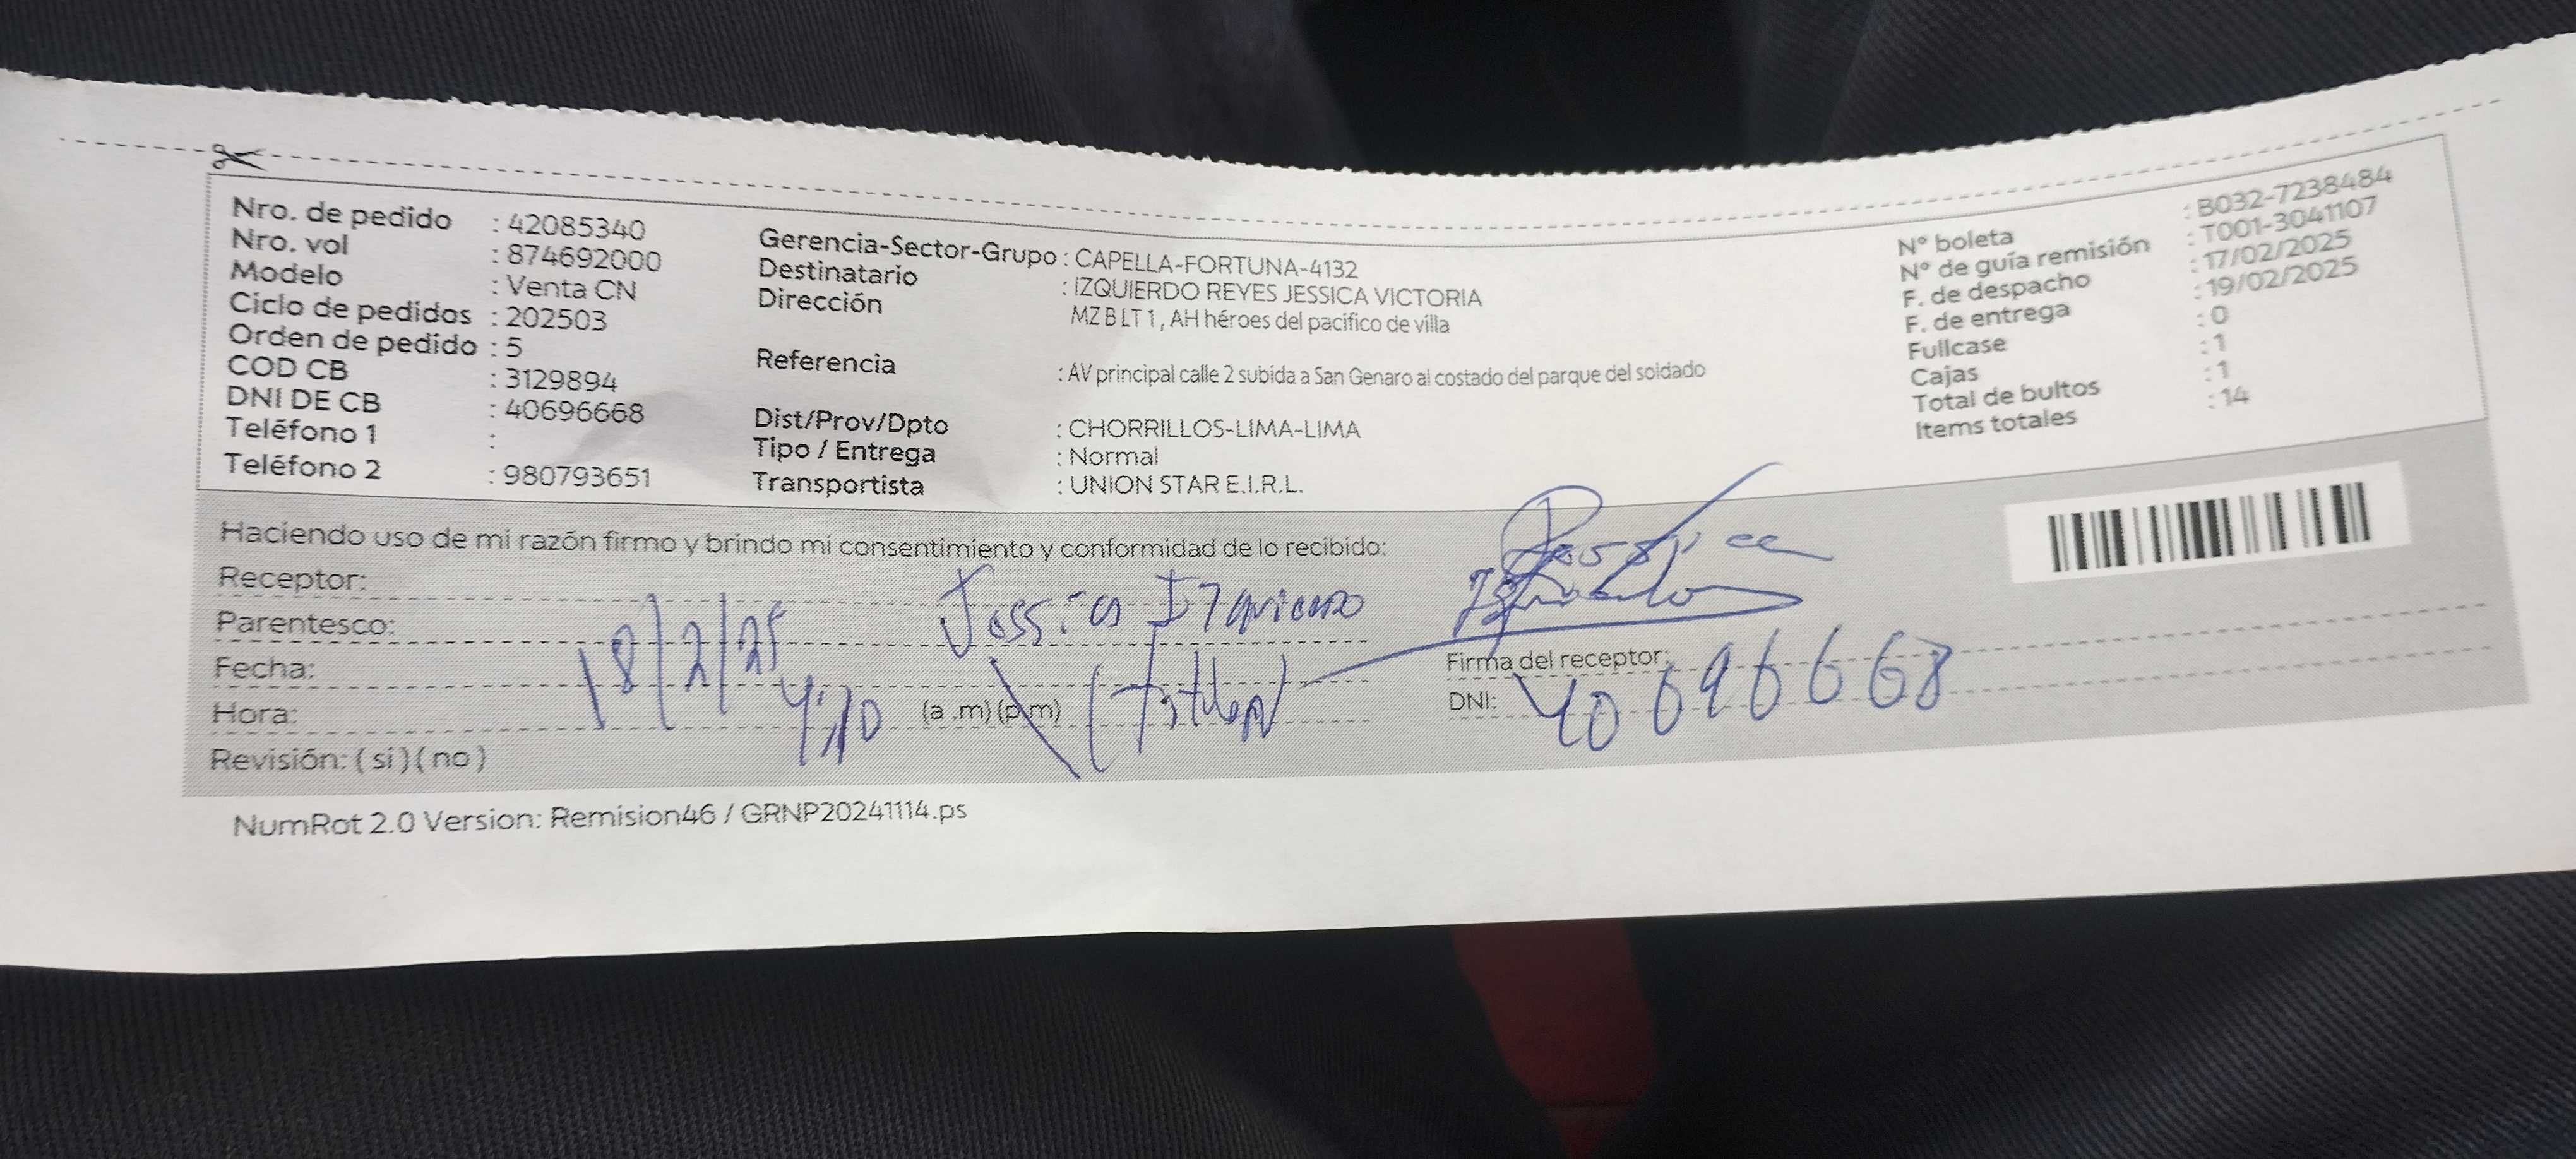 Nro. de pedido : 42085340
Nro. vol : 874692000
Modelo : Venta CN
Ciclo de pedidos : 202503
Orden de pedido : 5
COD CB : 3129894
DNI DE CB : 40696668
Teléfono 1 :
Teléfono 2 : 980793651
Gerencia-Sector-Grupo : CAPELLA-FORTUNA-4132
Destinatario : IZQUIERDO REYES JESSICA VICTORIA
Dirección MZ B LT 1 , AH héroes del pacifico de villa
Referencia : AV principal calle 2 subida a San Genaro al costado del parque del soldado
Dist/Prov/Dpto : CHORRILLOS-LIMA-LIMA
Tipo / Entrega : Normal
Transportista : UNION STAR E.I.R.L.
N° boleta : B032-7238484
N° de guía remisión : T001-3041107
F. de despacho : 17/02/2025
F. de entrega : 19/02/2025
Fullcase : 0
Cajas : 1
Total de bultos : 1
Items totales : 14
Haciendo uso de mi razón firmo y brindo mi consentimiento y conformidad de lo recibido:
Receptor: Jessica
Parentesco:
Fecha: 18/2/25
Hora: 4:10 (a .m) (p.m)
Revisión: ( si ) ( no )
Jessica
Firma del receptor:
DNI: 40696668
NumRot 2.0 Version: Remision46 / GRNP20241114.ps